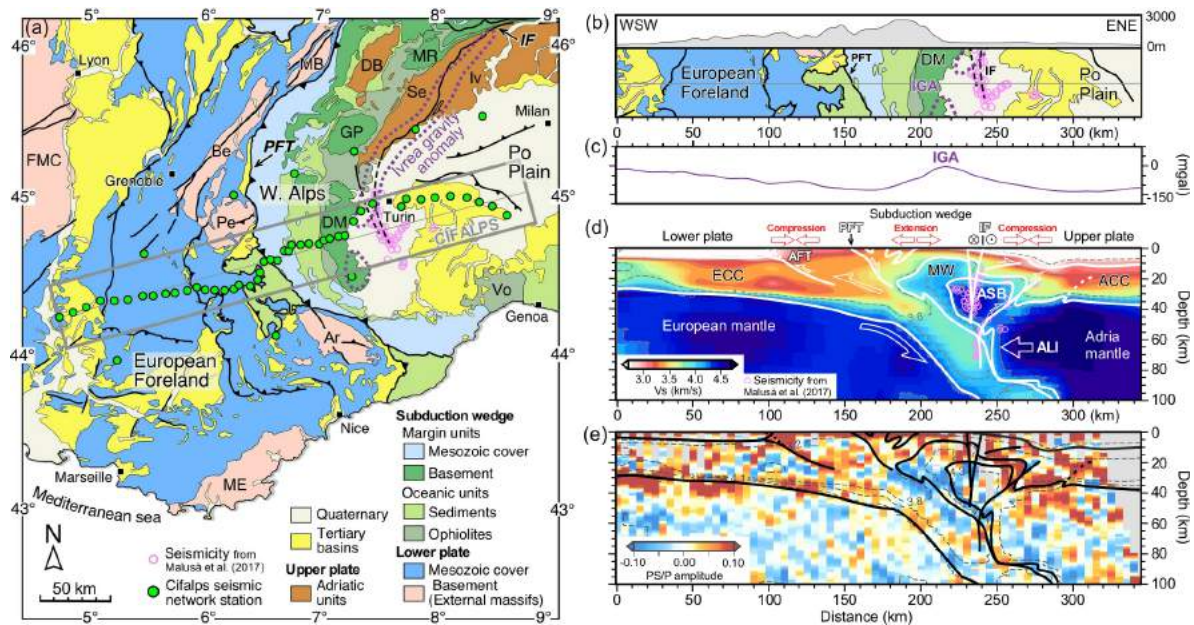 (a)
5° 6° 7° 8° 9°
46° 46°
Lyon
MB
DB
MR
IF
Iv
Se
Milan
FMC
GP
PFT
Be
Grenoble
Ivrea gravity
anomaly
Po
Plain
W. Alps
45° 45°
Pe
DM
Turin
CIFALPS
Vo
Genoa
Ar
44° 44°
European
Foreland
Nice
Marseille
ME
Mediterranean sea
43° 43°
N
50 km
5° 6° 7° 8° 9°
Seismicity from
Malusà et al. (2017)
Cifalps seismic
network station
Quaternary
Tertiary
basins
Upper plate
Adriatic
units
Subduction wedge
Margin units
Mesozoic cover
Basement
Oceanic units
Sediments
Ophiolites
Lower plate
Mesozoic cover
Basement
(External massifs)
(b) WSW ENE 3000
0m
European
Foreland
PFT
DM
IGA
IF
Po
Plain
0 50 100 150 200 250 300 (km)
(c) IGA 0
-150
(mgal)
Subduction wedge
(d) Lower plate Compression PFT Extension IF Compression Upper plate
AFT
ECC
MW
ASB
ACC
3.8
European mantle
ALI
Adria
mantle
3.0 3.5 4.0 4.5
Vs (km/s)
Seismicity from
Malusà et al. (2017)
0
20
40
60
80
100
Depth (km)
0 50 100 150 200 250 300 (km)
(e)
3.8
-0.10 0.00 0.10
PS/P amplitude
0
20
40
60
80
100
Depth (km)
0 50 100 150 200 250 300 (km)
Distance (km)